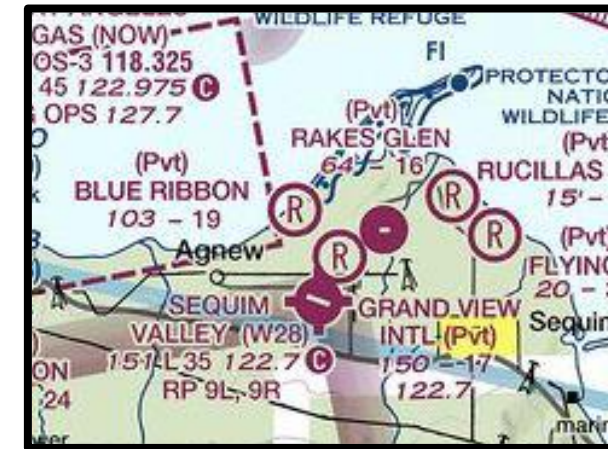 WILDLIFE REFUGE
GAS (NOW)
OS-3 118.325
45 122.975 C
OPS 127.7
FI
PROTECTO
NATIO
WILDLIFE
(Pvt)
RAKES GLEN
64 - 16
(Pvt)
BLUE RIBBON
103 - 19
(Pvt
RUCILLAS
15' -
R
R
R
R
(Pvt
FLYING
20 -
Agnew
SEQUIM
VALLEY (W28)
151 L 35 122.7 C
RP 9L, 9R
GRAND VIEW
INTL (Pvt)
150 - 17
122.7
Sequim
ON
24
marin